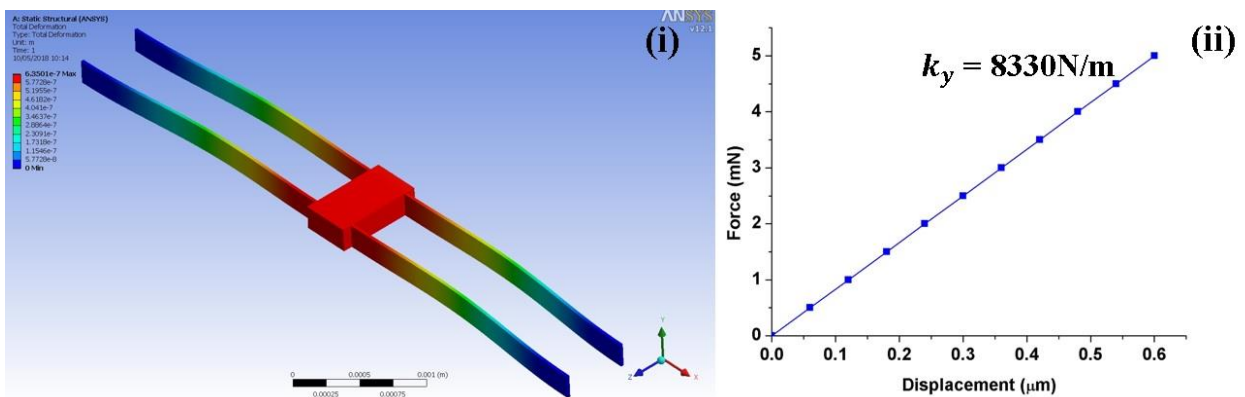 A: Static Structural (ANSYS)
Total Deformation
Type: Total Deformation
Unit: m
Time: 1
10/05/2018 10:14
6.3501e-7 Max
5.7728e-7
5.1955e-7
4.6182e-7
4.041e-7
3.4637e-7
2.8864e-7
2.3091e-7
1.7318e-7
1.1546e-7
5.7728e-8
0 Min
ANSYS
v12.1
(i)
0
0.0005
0.001 (m)
0.00025
0.00075
Y
Z
X
(ii)
k_y = 8330N/m
Force (mN)
5
4
3
2
1
0
0.0
0.1
0.2
0.3
0.4
0.5
0.6
Displacement (μm)